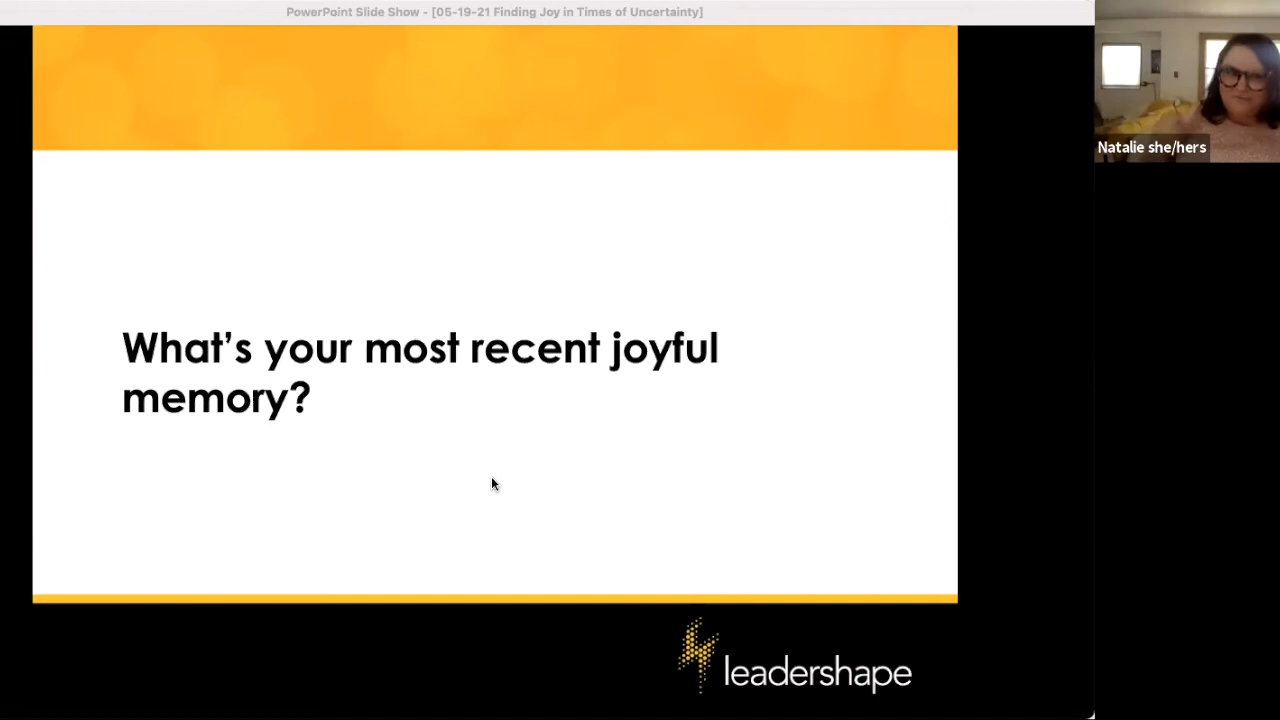 PowerPoint Slide Show - [05-19-21 Finding Joy in Times of Uncertainty]
Natalie she/hers
What's your most recent joyful
memory?
leadershape